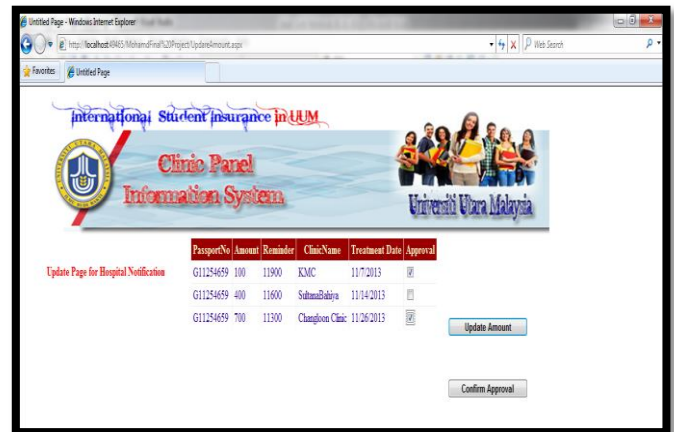 Untitled Page - Windows Internet Explorer
http://localhost:49465/MohamdFinal%20Project/UpdareAmount.aspx
Web Search
Favorites Untitled Page
International Student Insurance in UUM
Clinic Panel
Information System
Universiti Utara Malaysia
PassportNo Amount Reminder ClinicName Treatment Date Approval
Update Page for Hospital Notification
G11254659 100 11900 KMC 11/7/2013
G11254659 400 11600 SultanaBahiya 11/14/2013
G11254659 700 11300 Changloon Clinic 11/26/2013
Update Amount
Confirm Approval